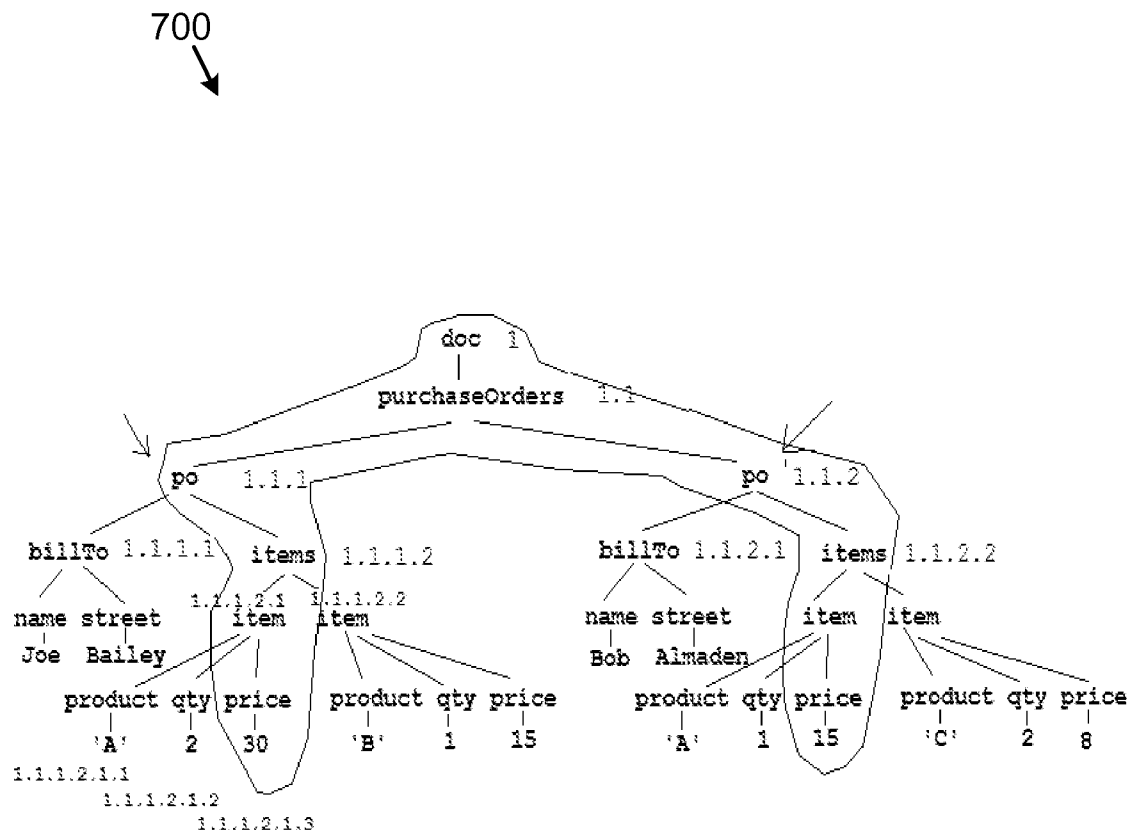 700
doc 1
purchaseOrders 1.1
po 1.1.1 po 1.1.2
billTo 1.1.1.1 items 1.1.1.2 billTo 1.1.2.1 items 1.1.2.2
1.1.1.2.1 1.1.1.2.2
name street item item name street item item
Joe Bailey Bob Almaden
product qty price product qty price product qty price product qty price
'A' 2 30 'B' 1 15 'A' 1 15 'C' 2 8
1.1.1.2.1.1
1.1.1.2.1.2
1.1.1.2.1.3